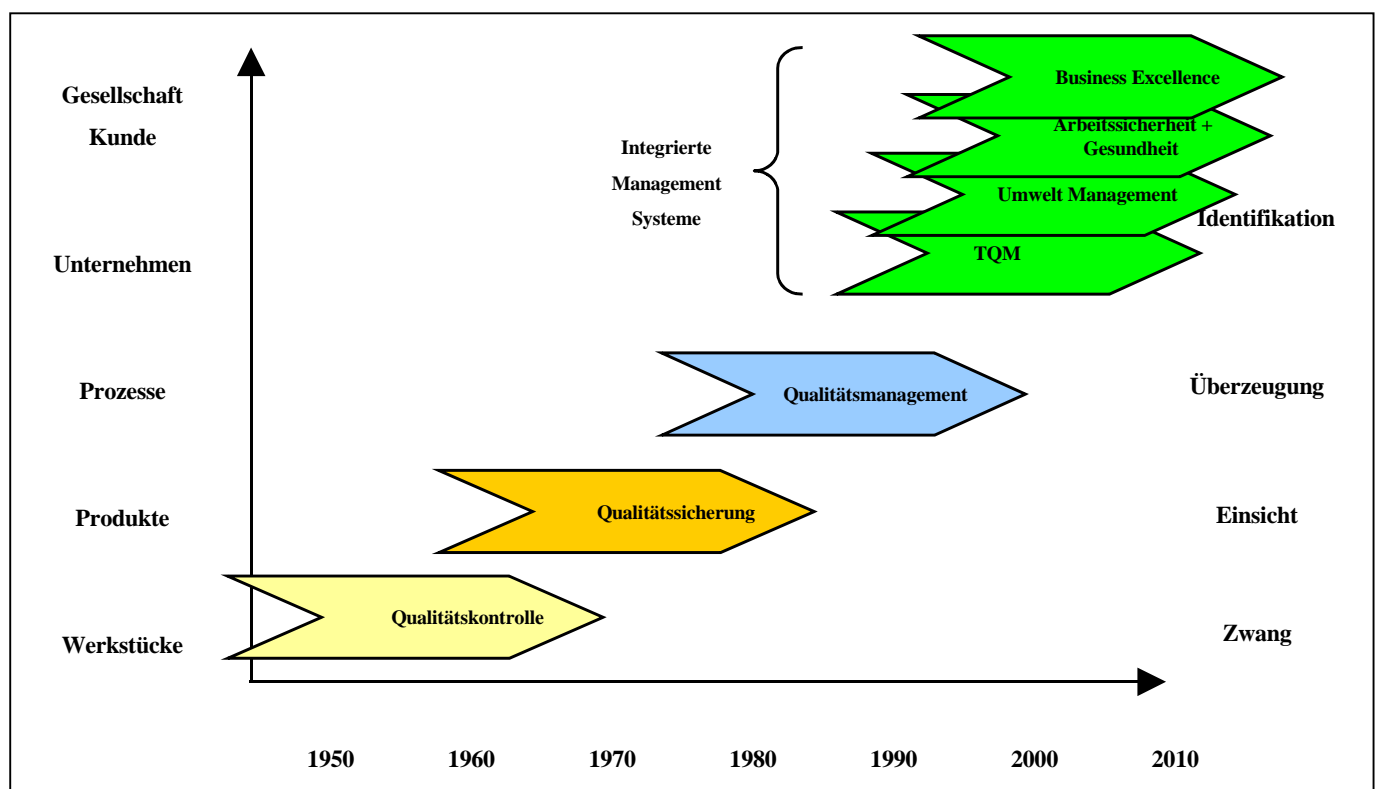 Business Excellence
Gesellschaft
Kunde
Arbeitssicherheit +
Gesundheit
Integrierte
Management
Systeme
Umwelt Management
Identifikation
Unternehmen
TQM
Prozesse
Qualitätsmanagement
Überzeugung
Produkte
Qualitätssicherung
Einsicht
Werkstücke
Qualitätskontrolle
Zwang
1950 1960 1970 1980 1990 2000 2010